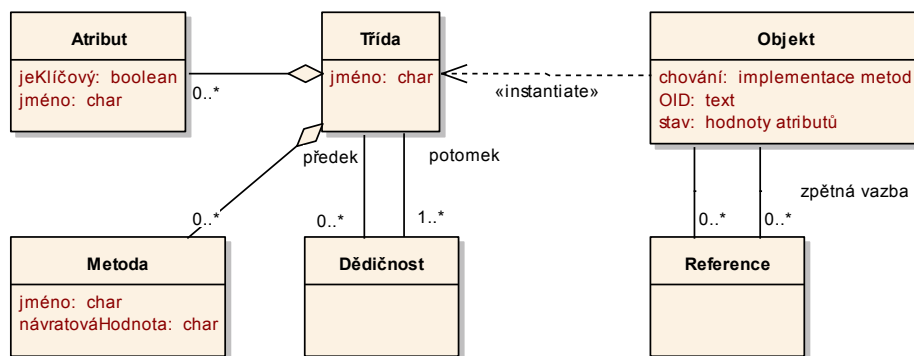 Atribut
jeKlíčový: boolean
jméno: char
0..*
Třída
jméno: char
«instantiate»
Objekt
chování: implementace metod
OID: text
stav: hodnoty atributů
předek
potomek
zpětná vazba
0..*
0..*
1..*
0..*
0..*
Metoda
jméno: char
návratováHodnota: char
Dědičnost
Reference